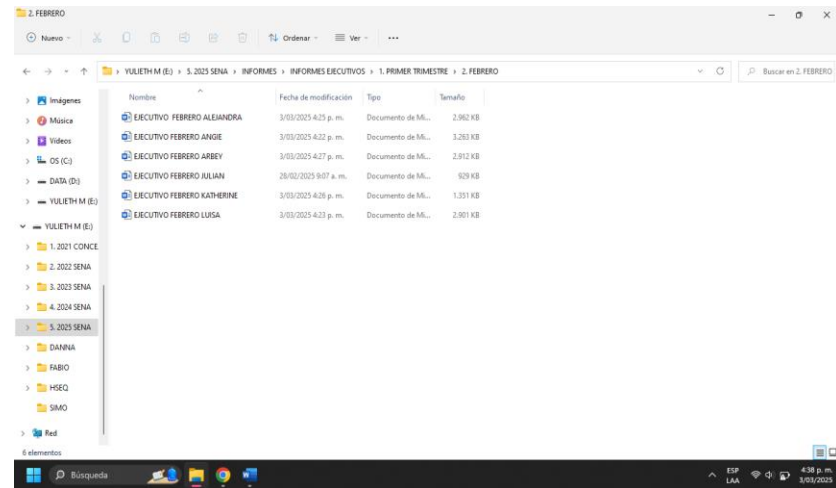 2. FEBRERO
Nuevo
Ordenar
Ver
YULIETH M (E:) > 5. 2025 SENA > INFORMES > INFORMES EJECUTIVOS > 1. PRIMER TRIMESTRE > 2. FEBRERO
Buscar en 2. FEBRERO
Nombre Fecha de modificación Tipo Tamaño
EJECUTIVO FEBRERO ALEJANDRA 3/03/2025 4:25 p. m. Documento de Mi... 2.962 KB
EJECUTIVO FEBRERO ANGIE 3/03/2025 4:22 p. m. Documento de Mi... 3.263 KB
EJECUTIVO FEBRERO ARBEY 3/03/2025 4:27 p. m. Documento de Mi... 2.912 KB
EJECUTIVO FEBRERO JULIAN 28/02/2025 9:07 a. m. Documento de Mi... 929 KB
EJECUTIVO FEBRERO KATHERINE 3/03/2025 4:26 p. m. Documento de Mi... 1.351 KB
EJECUTIVO FEBRERO LUISA 3/03/2025 4:23 p. m. Documento de Mi... 2.901 KB
Imágenes
Música
Vídeos
OS (C:)
DATA (D:)
YULIETH M (E:)
YULIETH M (E:)
1. 2021 CONCE
2. 2022 SENA
3. 2023 SENA
4. 2024 SENA
5. 2025 SENA
DANNA
FABIO
HSEQ
SIMO
Red
6 elementos
Búsqueda
ESP
LAA
4:38 p. m.
3/03/2025